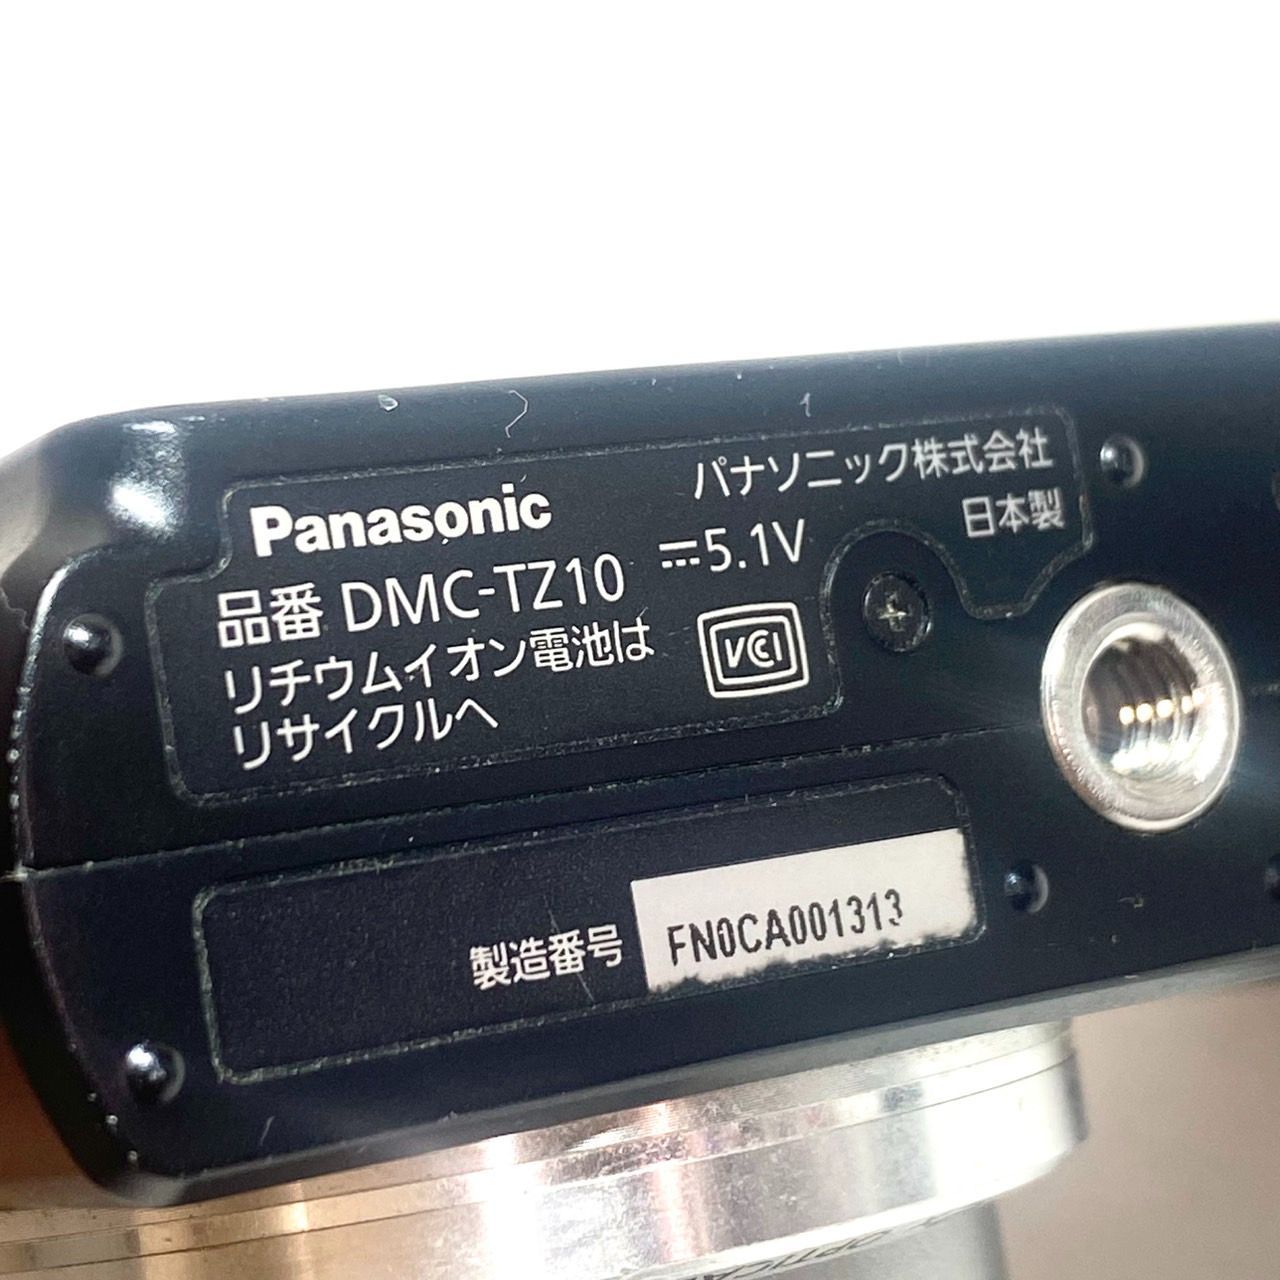 Panasonic
パナソニック株式会社
日本製
品番 DMC-TZ10 ⎓5.1V
リチウムイオン電池は
リサイクルへ
VCCI
製造番号 FN0CA001313